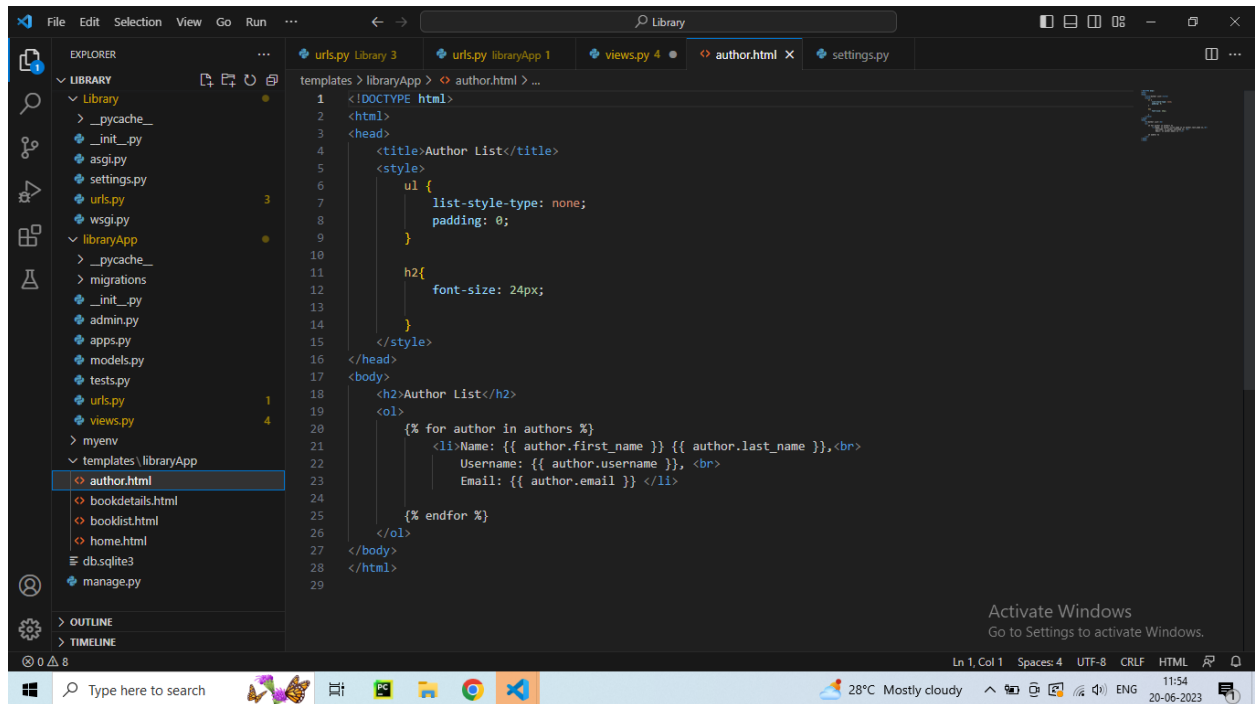 File Edit Selection View Go Run ··· Library
EXPLORER ···
urls.py Library 3 urls.py libraryApp 1 views.py 4 author.html settings.py
LIBRARY
templates > libraryApp > author.html > ...
Library
__pycache__
__init__.py
asgi.py
settings.py
urls.py 3
wsgi.py
libraryApp
__pycache__
migrations
__init__.py
admin.py
apps.py
models.py
tests.py
urls.py 1
views.py 4
myenv
templates\libraryApp
author.html
bookdetails.html
booklist.html
home.html
db.sqlite3
manage.py
OUTLINE
TIMELINE
1 <!DOCTYPE html>
2 <html>
3 <head>
4 <title>Author List</title>
5 <style>
6 ul {
7 list-style-type: none;
8 padding: 0;
9 }
10
11 h2{
12 font-size: 24px;
13
14 }
15 </style>
16 </head>
17 <body>
18 <h2>Author List</h2>
19 <ol>
20 {% for author in authors %}
21 <li>Name: {{ author.first_name }} {{ author.last_name }},<br>
22 Username: {{ author.username }}, <br>
23 Email: {{ author.email }} </li>
24
25 {% endfor %}
26 </ol>
27 </body>
28 </html>
29
1
Activate Windows
Go to Settings to activate Windows.
0 8 Ln 1, Col 1 Spaces: 4 UTF-8 CRLF HTML
Type here to search PC 28°C Mostly cloudy ENG 11:54
20-06-2023 1